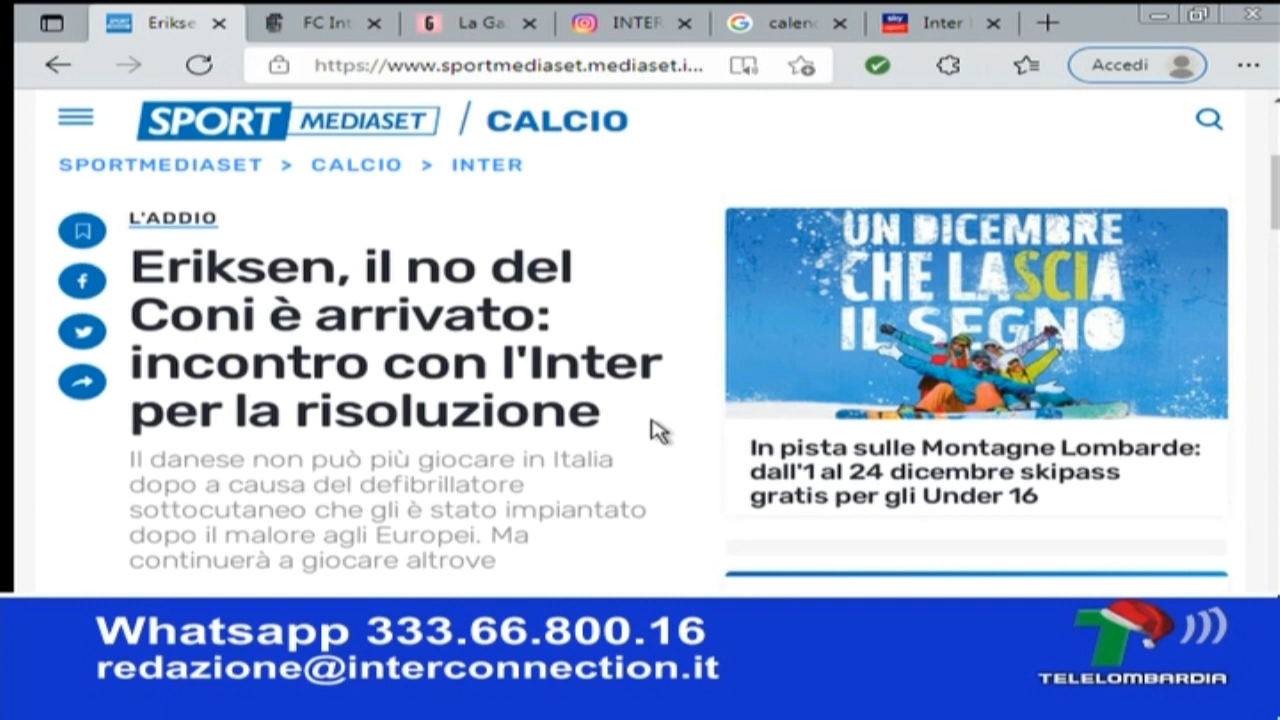 Erikse
FC Int
La Ga
INTER
calen
Inter
https://www.sportmediaset.mediaset.i...
Accedi
SPORT MEDIASET / CALCIO
SPORTMEDIASET > CALCIO > INTER
L'ADDIO
Eriksen, il no del
Coni è arrivato:
incontro con l'Inter
per la risoluzione
Il danese non può più giocare in Italia
dopo a causa del defibrillatore
sottocutaneo che gli è stato impiantato
dopo il malore agli Europei. Ma
continuerà a giocare altrove
UN DICEMBRE
CHE LASCIA
IL SEGNO
In pista sulle Montagne Lombarde:
dall'1 al 24 dicembre skipass
gratis per gli Under 16
Whatsapp 333.66.800.16
redazione@interconnection.it
TELELOMBARDIA